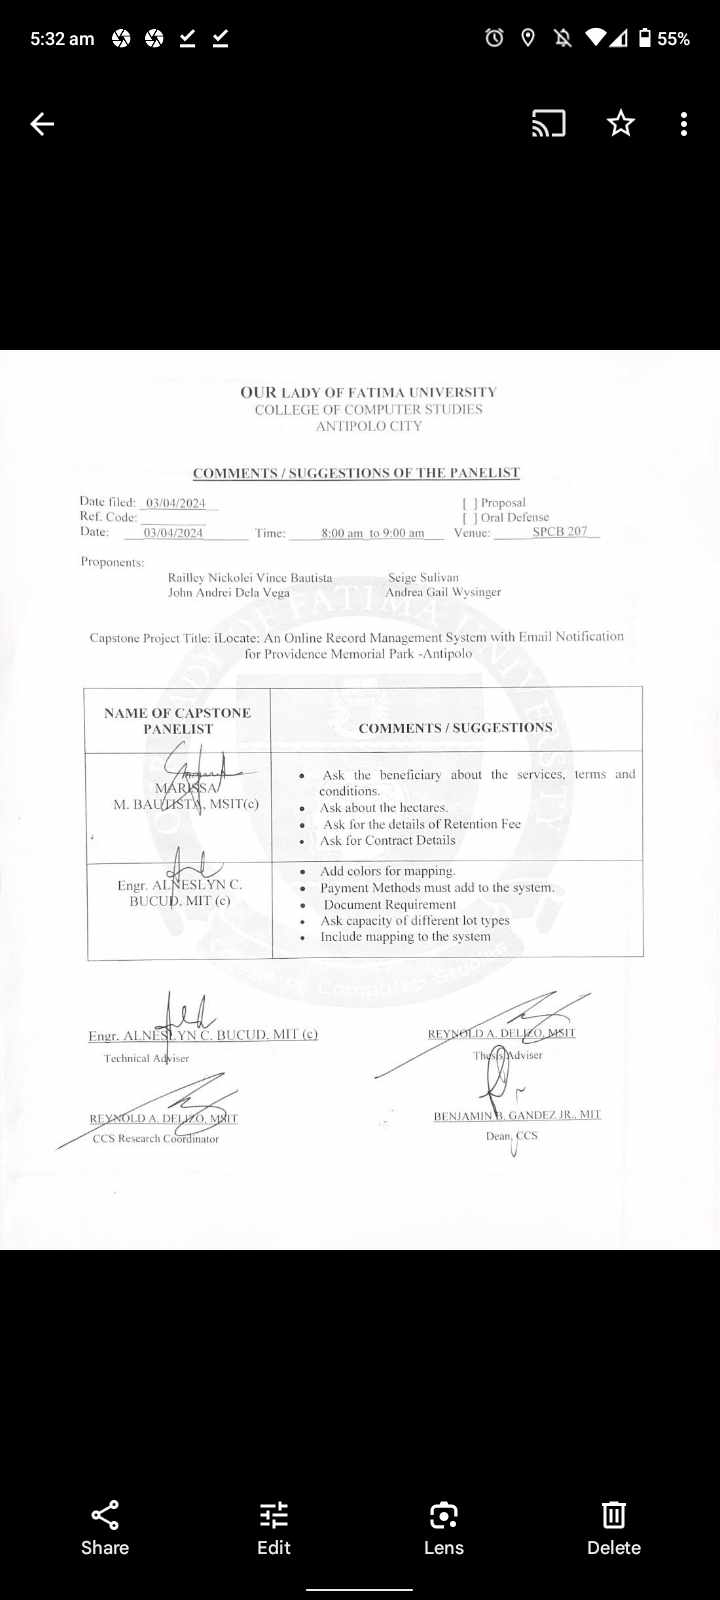 5:32 am
55%
OUR LADY OF FATIMA UNIVERSITY
COLLEGE OF COMPUTER STUDIES
ANTIPOLO CITY
COMMENTS / SUGGESTIONS OF THE PANELIST
Date filed: 03/04/2024 [ ] Proposal
Ref. Code: [ ] Oral Defense
Date: 03/04/2024 Time: 8:00 am to 9:00 am Venue: SPCB 207
Proponents:
Railley Nickolei Vince Bautista Seige Sulivan
John Andrei Dela Vega Andrea Gail Wysinger
Capstone Project Title: iLocate: An Online Record Management System with Email Notification
for Providence Memorial Park -Antipolo
NAME OF CAPSTONE
PANELIST
COMMENTS / SUGGESTIONS
MARISSA
M. BAUTISTA, MSIT(c)
• Ask the beneficiary about the services, terms and
conditions.
• Ask about the hectares.
• Ask for the details of Retention Fee
• Ask for Contract Details
Engr. ALNESLYN C.
BUCUD, MIT (c)
• Add colors for mapping.
• Payment Methods must add to the system.
• Document Requirement
• Ask capacity of different lot types
• Include mapping to the system
Engr. ALNESLYN C. BUCUD, MIT (c) REYNOLD A. DELIZO, MSIT
Technical Adviser Thesis Adviser
REYNOLD A. DELIZO, MSIT BENJAMIN B. GANDEZ JR., MIT
CCS Research Coordinator Dean, CCS
Share Edit Lens Delete